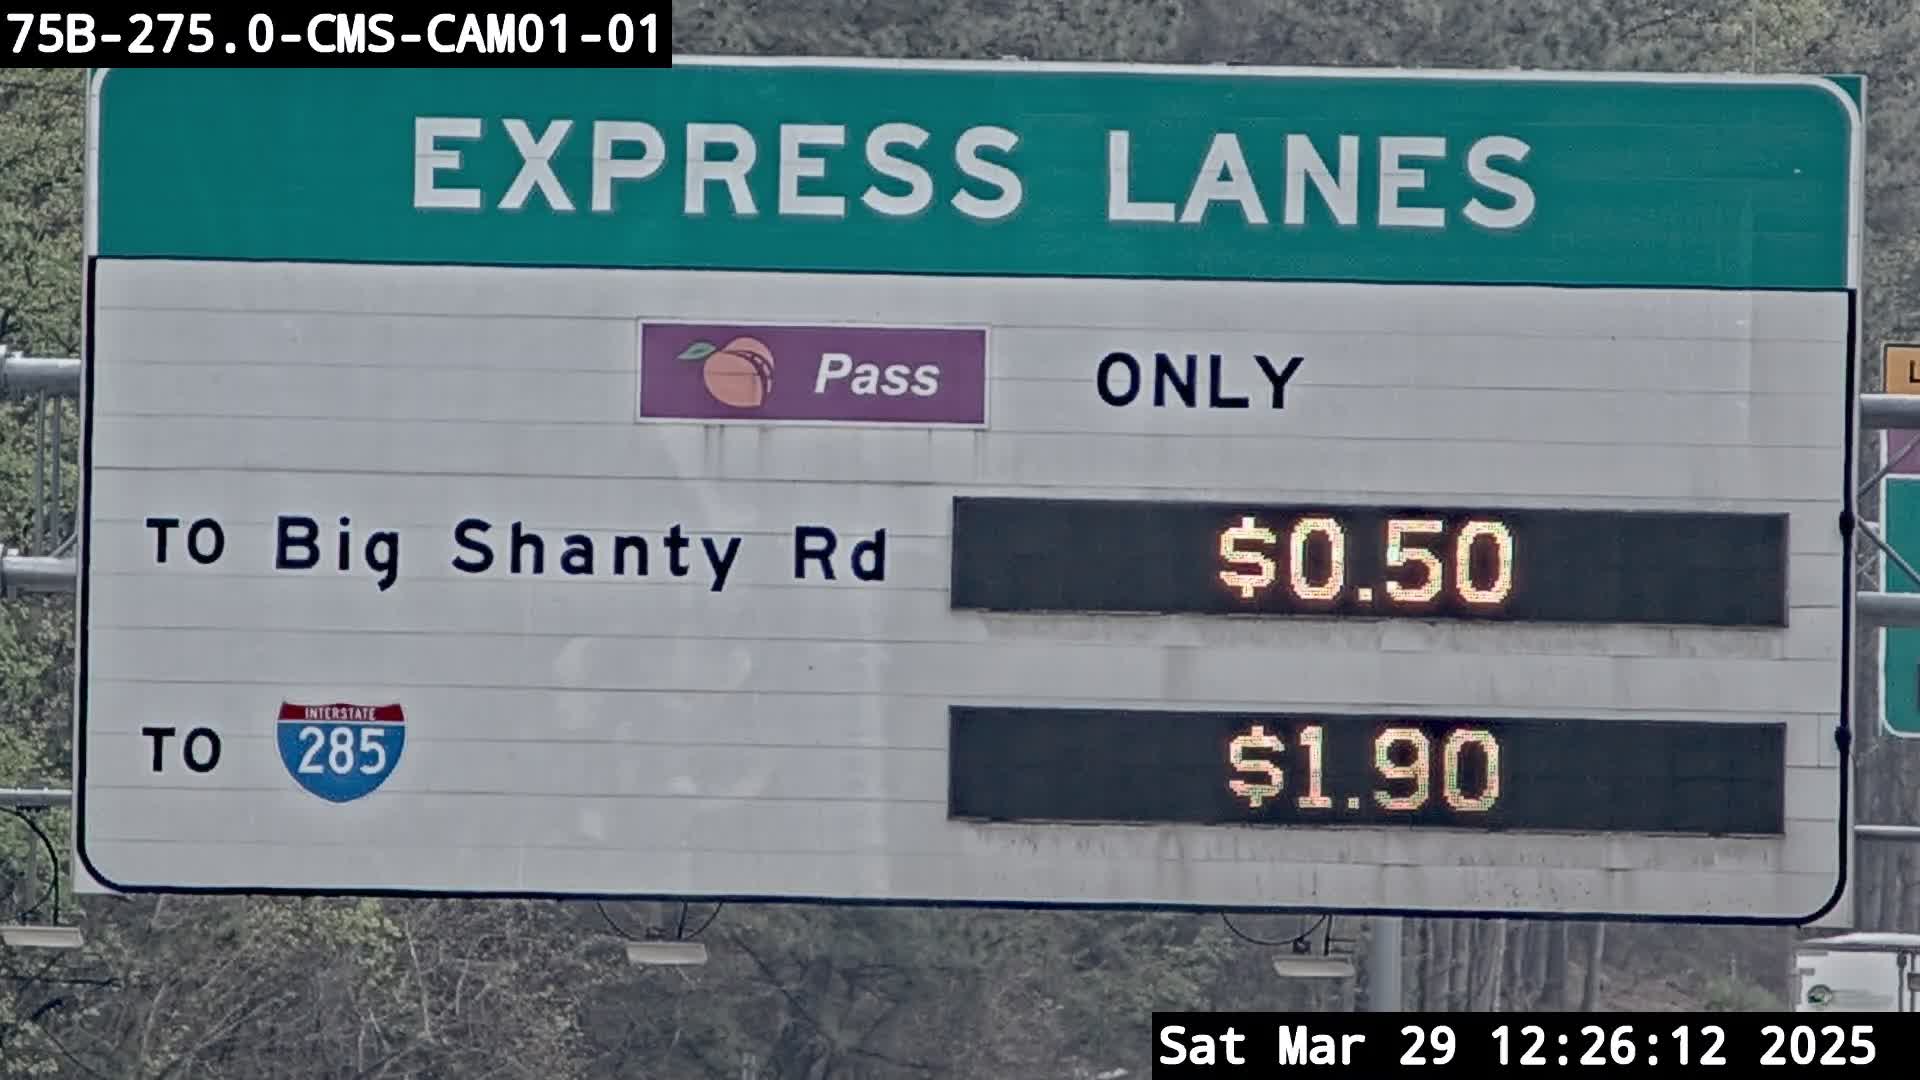 75B-275.0-CMS-CAM01-01
EXPRESS LANES
Pass ONLY
TO Big Shanty Rd $0.50
TO INTERSTATE 285 $1.90
Sat Mar 29 12:26:12 2025